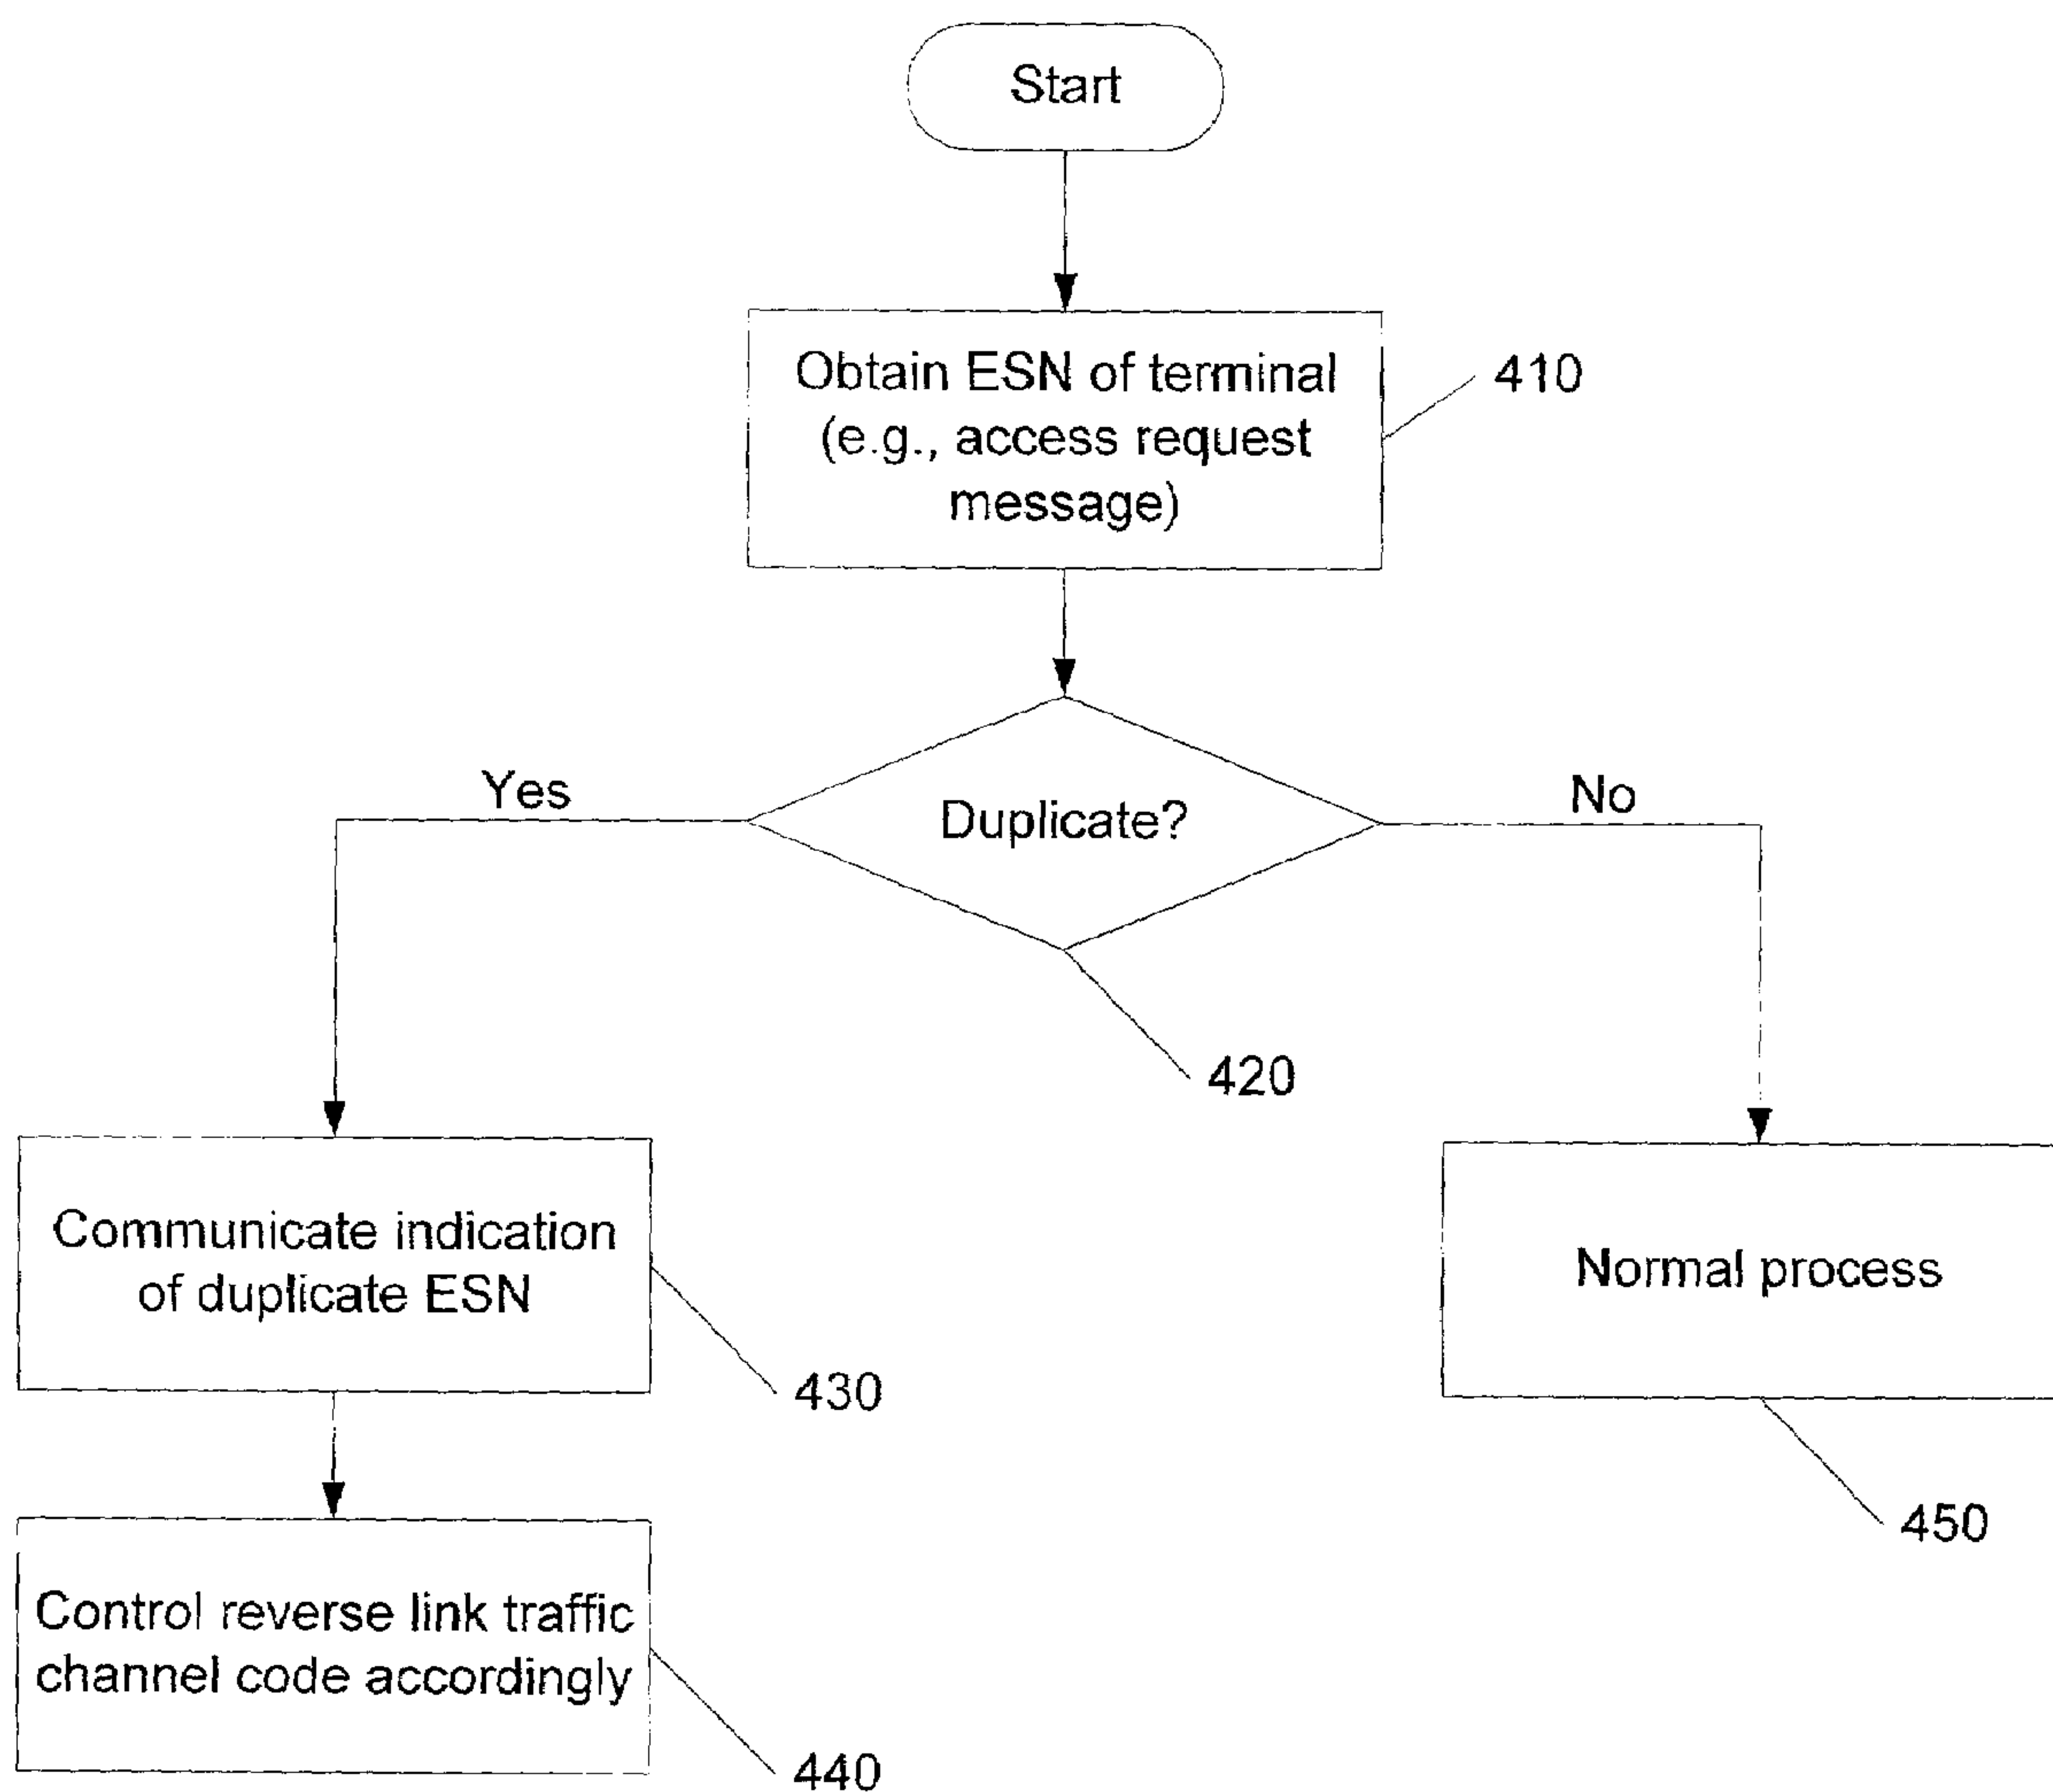 Start
Obtain ESN of terminal
(e.g., access request
message)
410
Yes
Duplicate?
No
420
Communicate indication
of duplicate ESN
430
Normal process
450
Control reverse link traffic
channel code accordingly
440